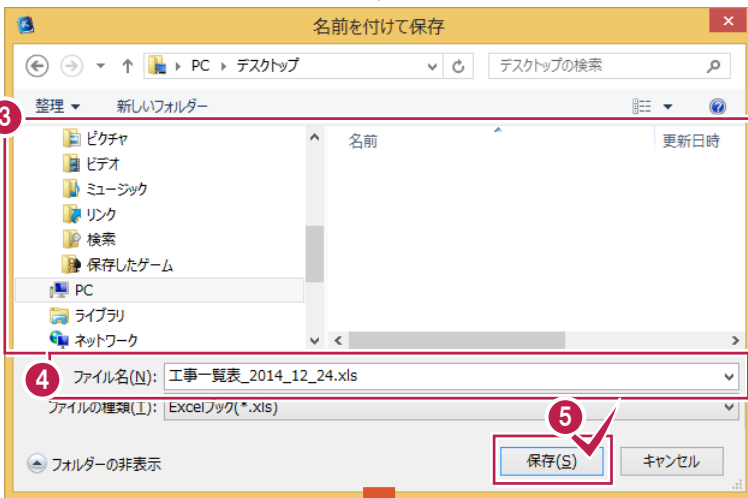 名前を付けて保存
PC デスクトップ
デスクトップの検索
整理 新しいフォルダー
3
名前 更新日時
ピクチャ
ビデオ
ミュージック
リンク
検索
保存したゲーム
PC
ライブラリ
ネットワーク
4
ファイル名(N): 工事一覧表_2014_12_24.xls
ファイルの種類(T): Excelブック(*.xls)
5
フォルダーの非表示
保存(S) キャンセル